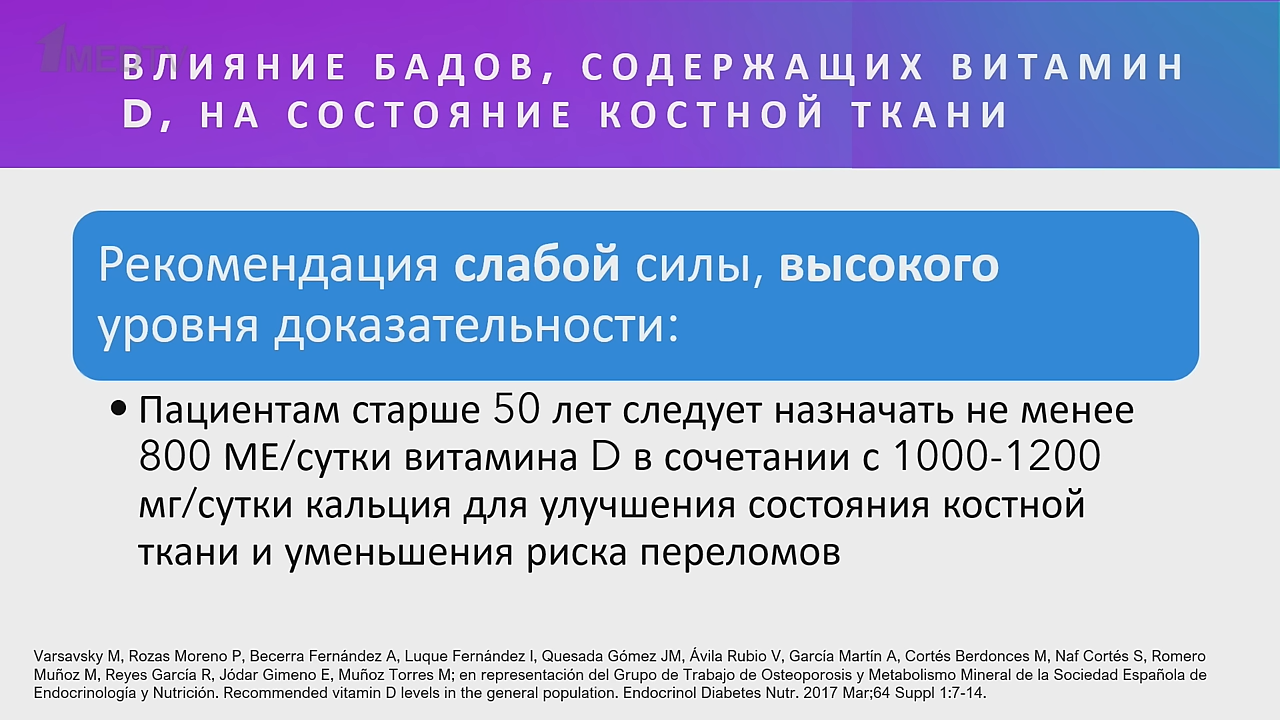 1MEDTV
ВЛИЯНИЕ БАДОВ, СОДЕРЖАЩИХ ВИТАМИН
D, НА СОСТОЯНИЕ КОСТНОЙ ТКАНИ
Рекомендация слабой силы, высокого
уровня доказательности:
• Пациентам старше 50 лет следует назначать не менее
800 МЕ/сутки витамина D в сочетании с 1000-1200
мг/сутки кальция для улучшения состояния костной
ткани и уменьшения риска переломов
Varsavsky M, Rozas Moreno P, Becerra Fernández A, Luque Fernández I, Quesada Gómez JM, Ávila Rubio V, García Martín A, Cortés Berdonces M, Naf Cortés S, Romero
Muñoz M, Reyes García R, Jódar Gimeno E, Muñoz Torres M; en representación del Grupo de Trabajo de Osteoporosis y Metabolismo Mineral de la Sociedad Española de
Endocrinología y Nutrición. Recommended vitamin D levels in the general population. Endocrinol Diabetes Nutr. 2017 Mar;64 Suppl 1:7-14.